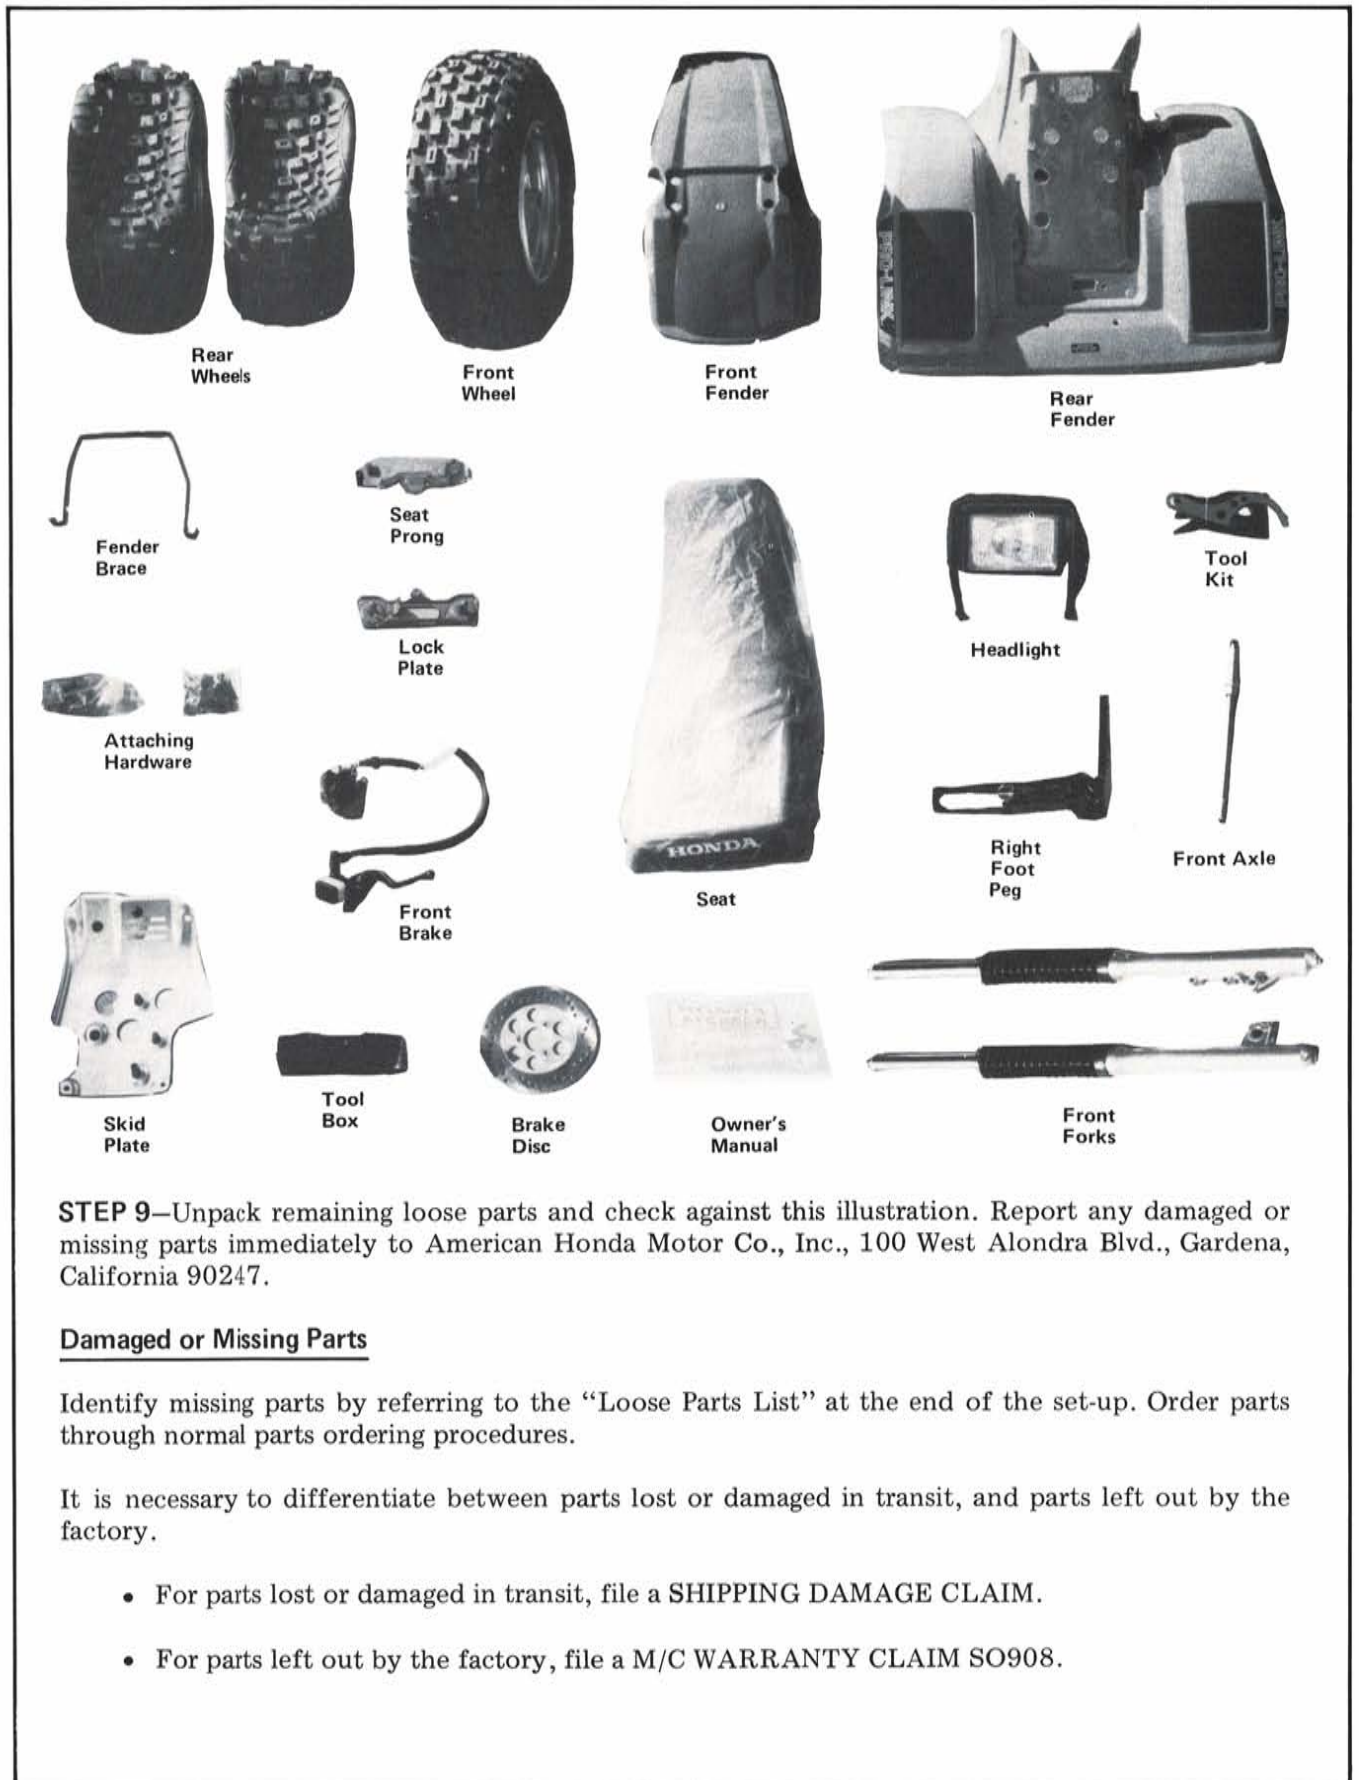 PRO-LINK
PRO-LINK
Rear
Wheels
Front
Wheel
Front
Fender
Rear
Fender
Fender
Brace
Seat
Prong
Lock
Plate
Attaching
Hardware
Front
Brake
HONDA
Seat
Headlight
Tool
Kit
Right
Foot
Peg
Front Axle
Skid
Plate
Tool
Box
Brake
Disc
Owner's
Manual
Front
Forks
STEP 9—Unpack remaining loose parts and check against this illustration. Report any damaged or
missing parts immediately to American Honda Motor Co., Inc., 100 West Alondra Blvd., Gardena,
California 90247.
Damaged or Missing Parts
Identify missing parts by referring to the “Loose Parts List” at the end of the set-up. Order parts
through normal parts ordering procedures.
It is necessary to differentiate between parts lost or damaged in transit, and parts left out by the
factory.
• For parts lost or damaged in transit, file a SHIPPING DAMAGE CLAIM.
• For parts left out by the factory, file a M/C WARRANTY CLAIM SO908.